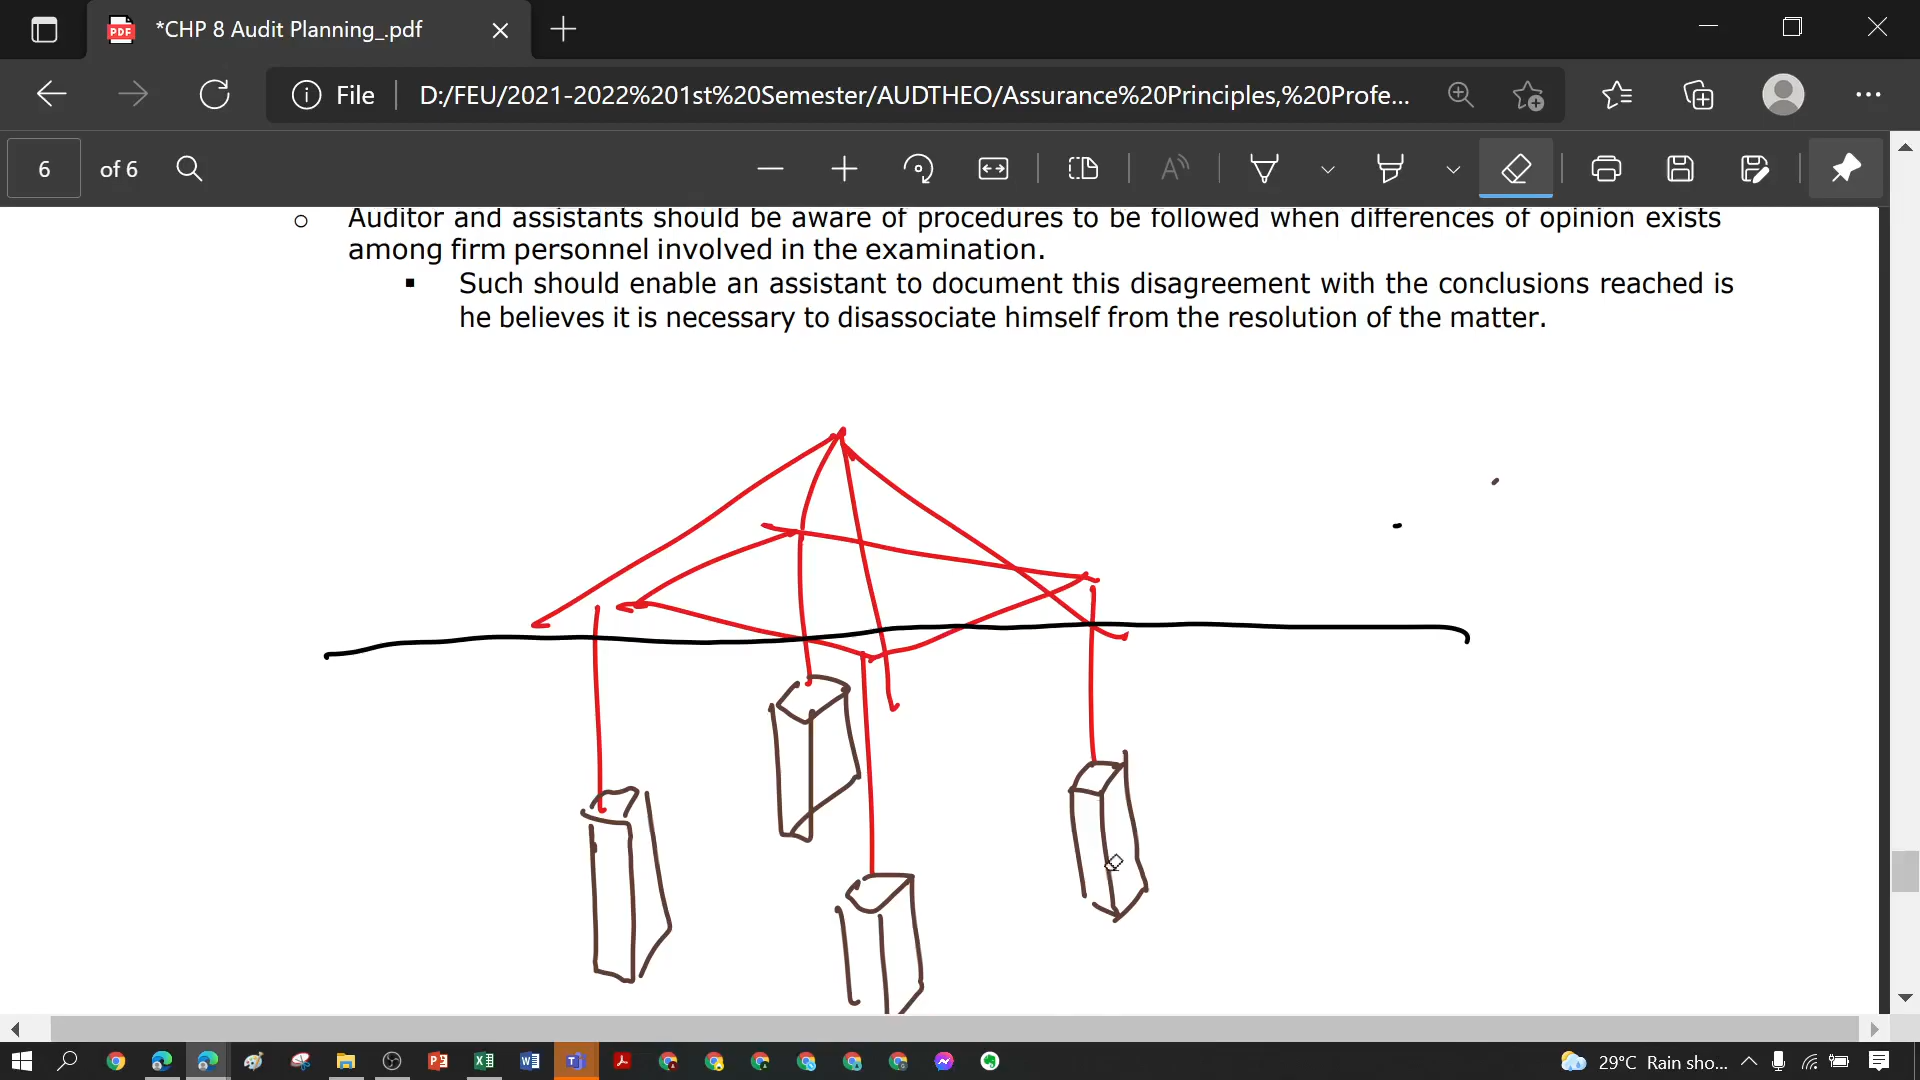 *CHP 8 Audit Planning_.pdf
File
D:/FEU/2021-2022%201st%20Semester/AUDTHEO/Assurance%20Principles,%20Profe...
6 of 6
o Auditor and assistants should be aware of procedures to be followed when differences of opinion exists
among firm personnel involved in the examination.
▪ Such should enable an assistant to document this disagreement with the conclusions reached is
he believes it is necessary to disassociate himself from the resolution of the matter.
29°C Rain sho...